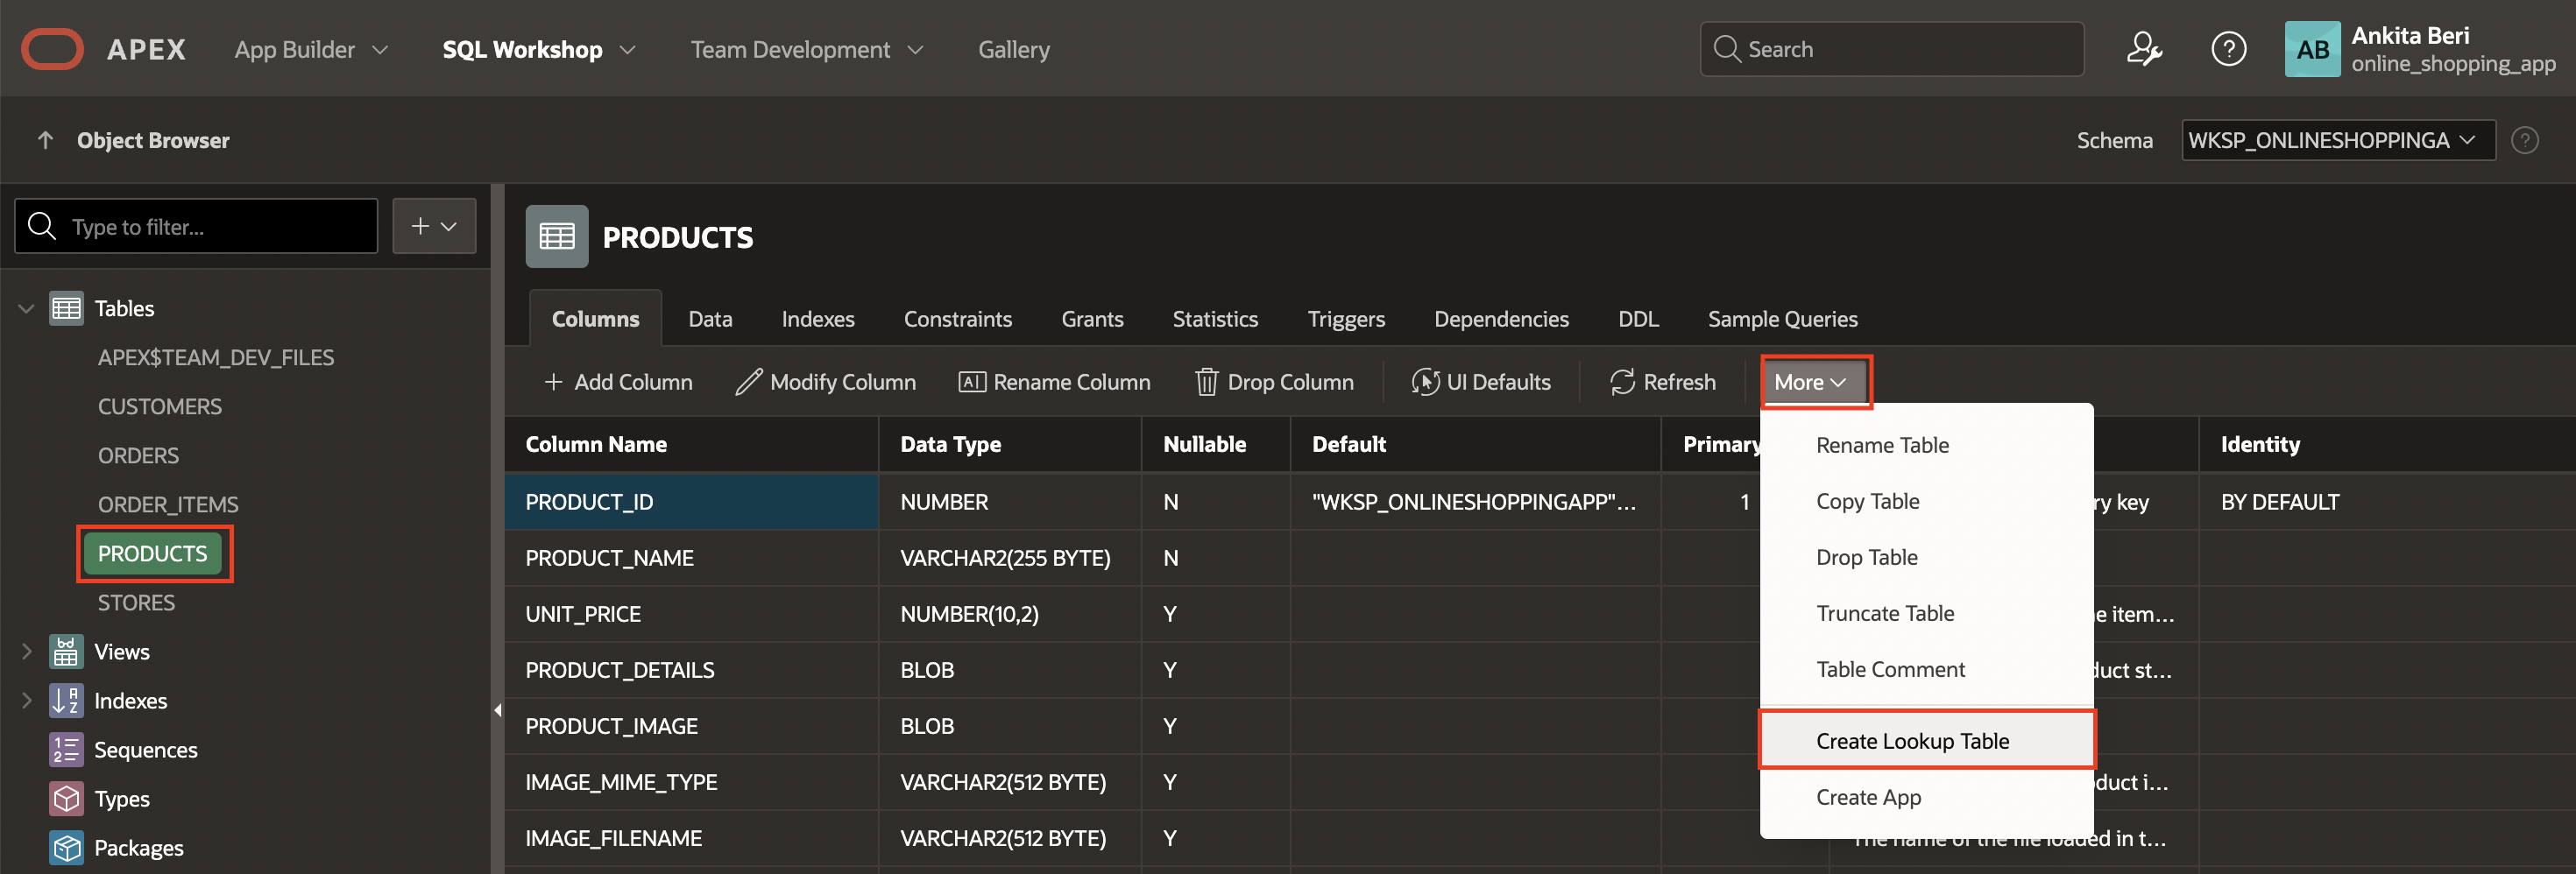 APEX App Builder SQL Workshop Team Development Gallery Search ? AB Ankita Beri
online_shopping_app
Object Browser Schema WKSP_ONLINESHOPPINGA ?
Type to filter... +
PRODUCTS
Tables
APEX$TEAM_DEV_FILES
CUSTOMERS
ORDERS
ORDER_ITEMS
PRODUCTS
STORES
Views
Indexes
Sequences
Types
Packages
Columns Data Indexes Constraints Grants Statistics Triggers Dependencies DDL Sample Queries
+ Add Column Modify Column Rename Column Drop Column UI Defaults Refresh More
Column Name Data Type Nullable Default Primary Identity
PRODUCT_ID NUMBER N "WKSP_ONLINESHOPPINGAPP"... 1 key BY DEFAULT
PRODUCT_NAME VARCHAR2(255 BYTE) N
UNIT_PRICE NUMBER(10,2) Y item...
PRODUCT_DETAILS BLOB Y st...
PRODUCT_IMAGE BLOB Y
IMAGE_MIME_TYPE VARCHAR2(512 BYTE) Y i...
IMAGE_FILENAME VARCHAR2(512 BYTE) Y The name of the file loaded in t...
Rename Table
Copy Table
Drop Table
Truncate Table
Table Comment
Create Lookup Table
Create App